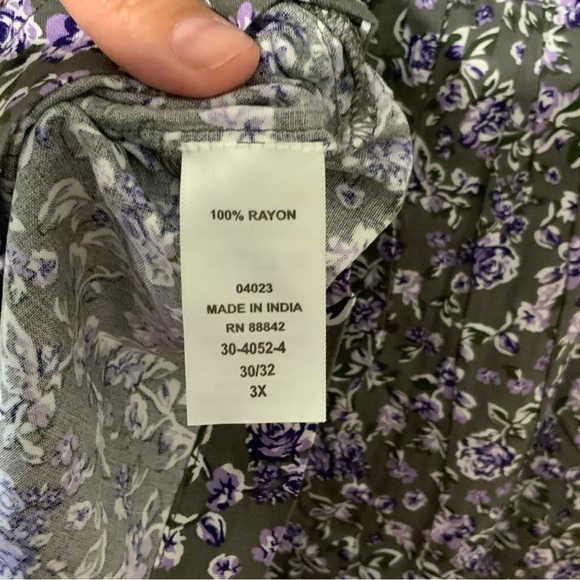 100% RAYON
04023
MADE IN INDIA
RN 88842
30-4052-4
30/32
3X